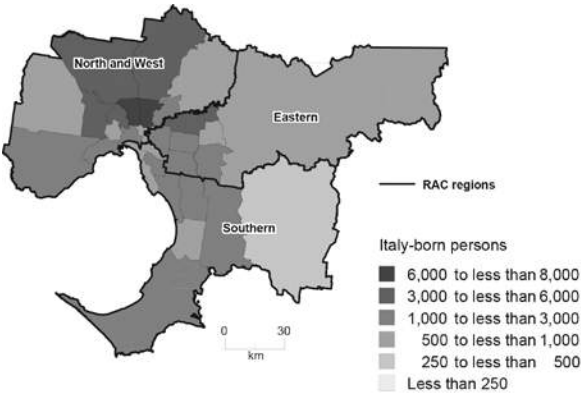 North and West
Eastern
RAC regions
Southern
Italy-born persons
6,000 to less than 8,000
3,000 to less than 6,000
1,000 to less than 3,000
500 to less than 1,000
250 to less than 500
Less than 250
0 30
km